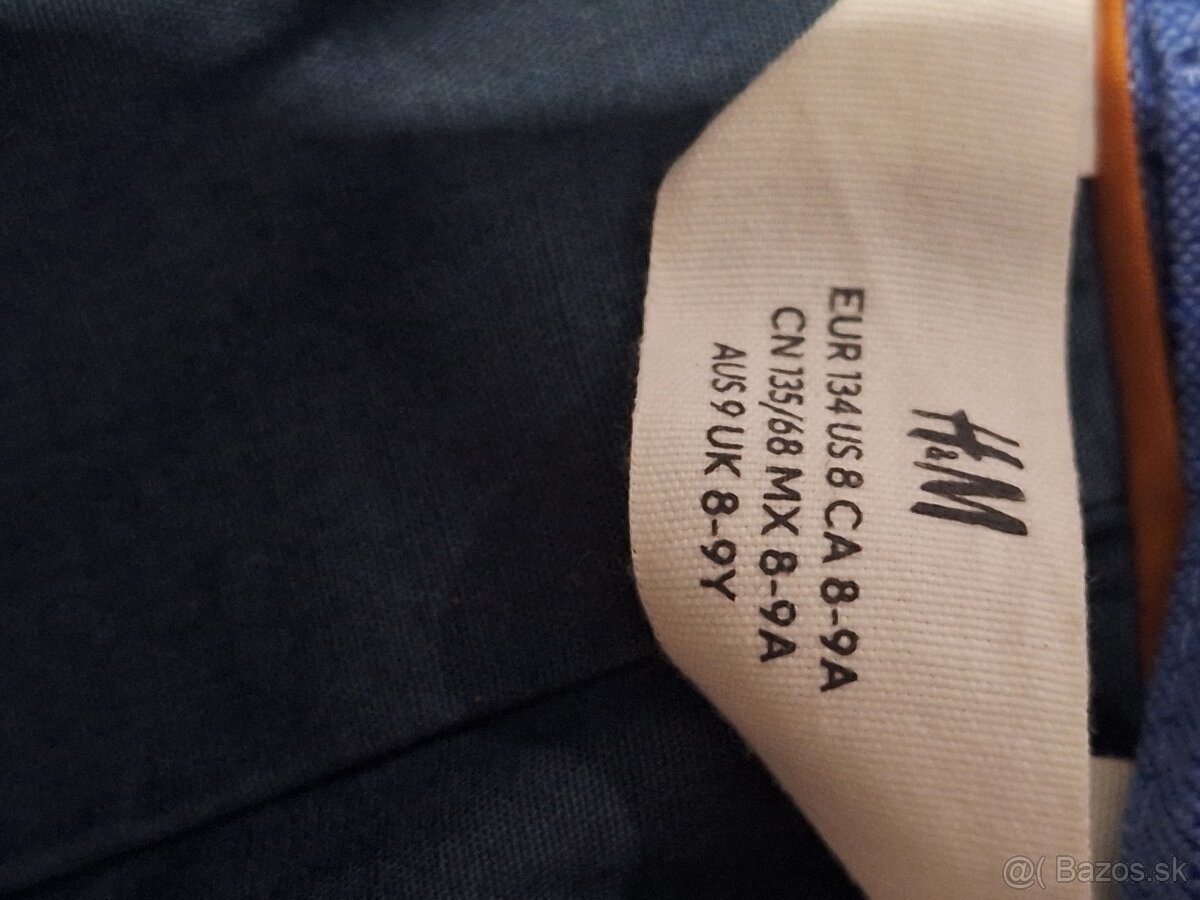 H&M
EUR 134 US 8 CA 8-9A
CN 135/68 MX 8-9A
AUS 9 UK 8-9Y
@( Bazos.sk